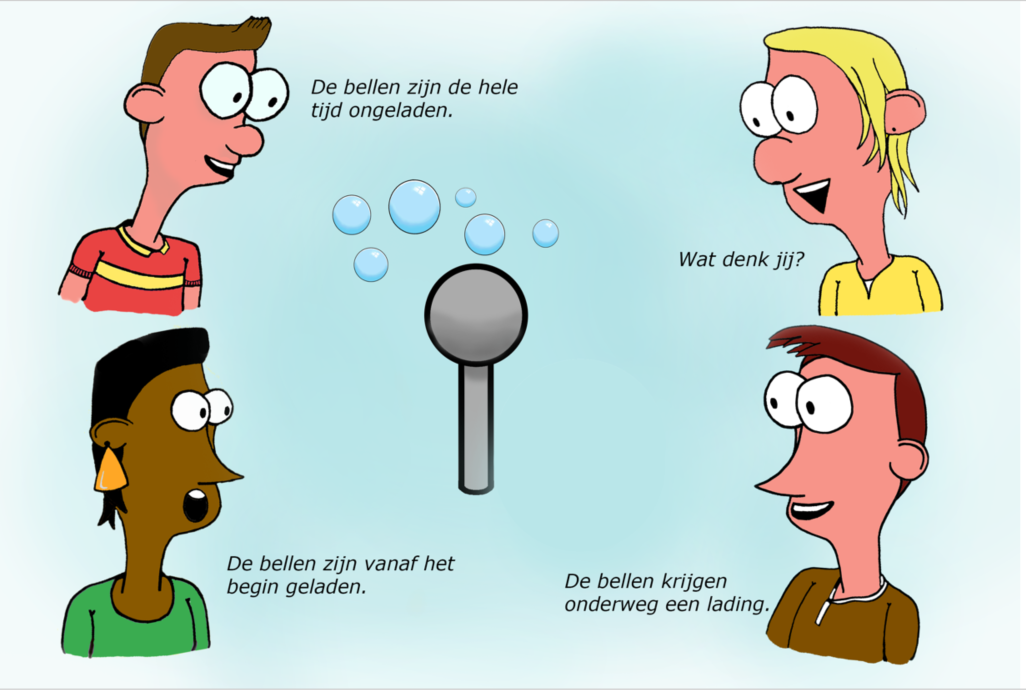 De bellen zijn de hele
tijd ongeladen.
Wat denk jij?
De bellen zijn vanaf het
begin geladen.
De bellen krijgen
onderweg een lading.